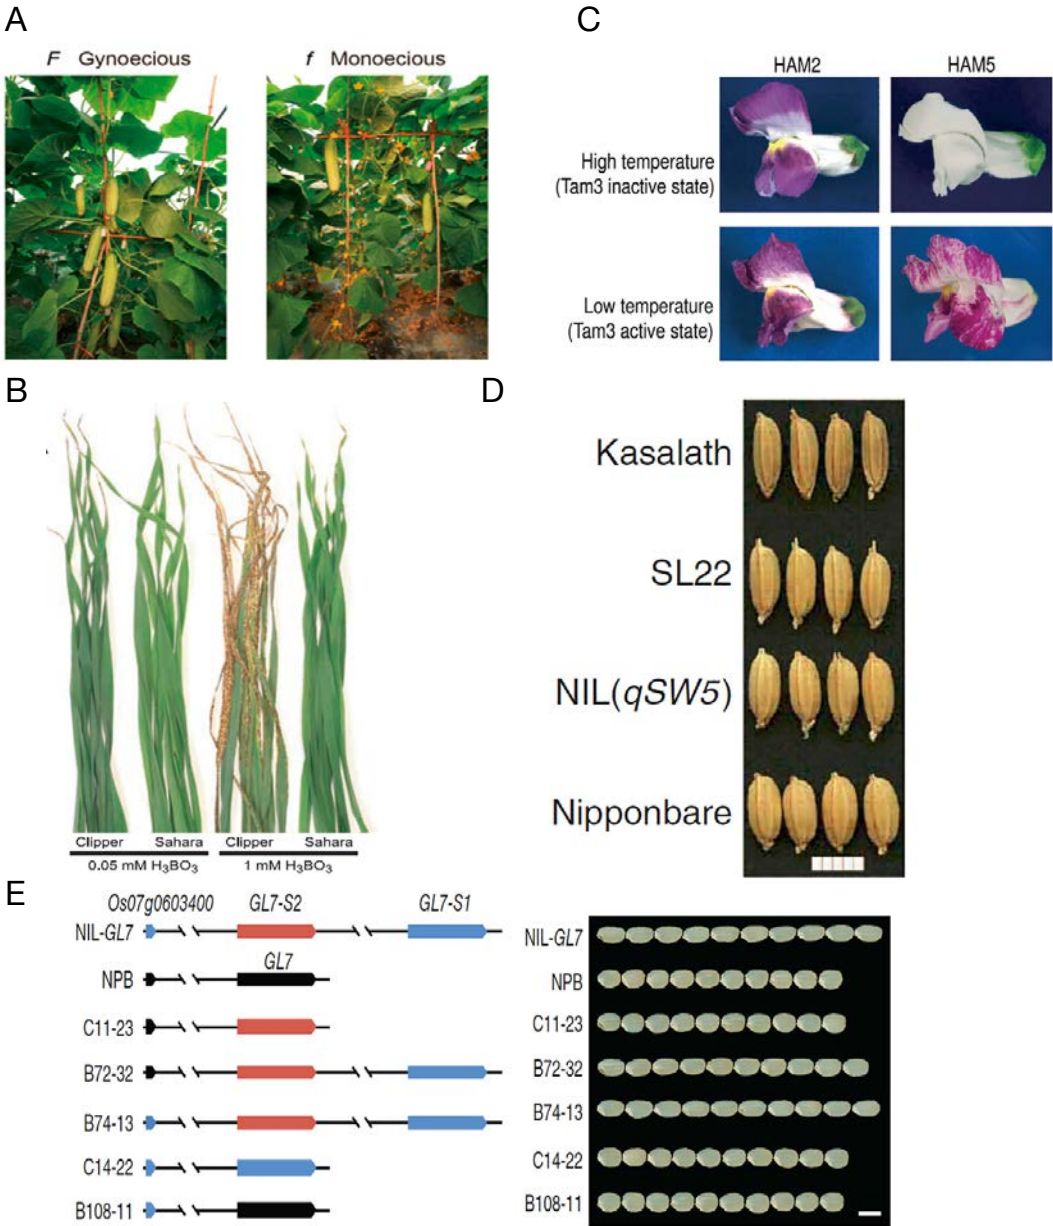 A
F Gynoecious
f Monoecious
C
HAM2
HAM5
High temperature
(Tam3 inactive state)
Low temperature
(Tam3 active state)
B
Clipper
Sahara
Clipper
Sahara
0.05 mM H₃BO₃
1 mM H₃BO₃
D
Kasalath
SL22
NIL(qSW5)
Nipponbare
E
Os07g0603400
GL7-S2
GL7-S1
NIL-GL7
GL7
NPB
C11-23
B72-32
B74-13
C14-22
B108-11
NIL-GL7
NPB
C11-23
B72-32
B74-13
C14-22
B108-11